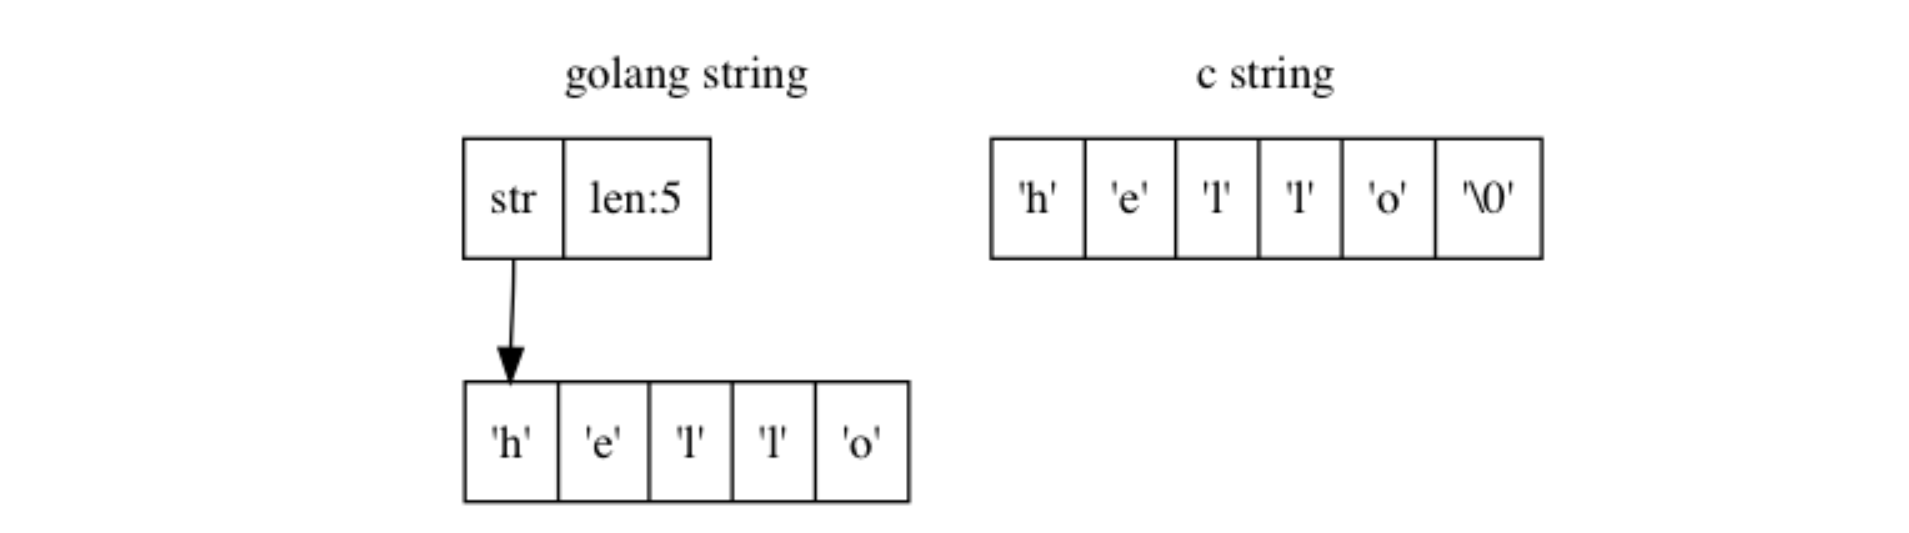 golang string
c string
str len:5
'h' 'e' 'l' 'l' 'o' '\0'
'h' 'e' 'l' 'l' 'o'